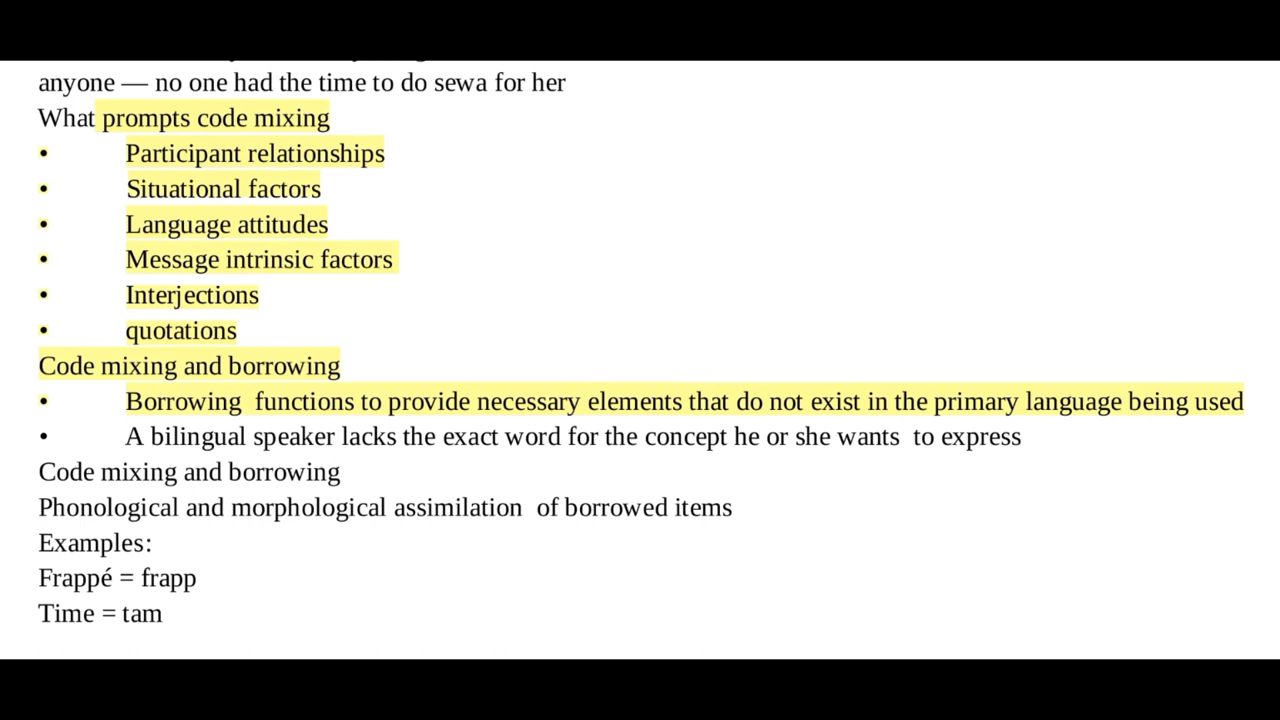 anyone — no one had the time to do sewa for her
What prompts code mixing
• Participant relationships
• Situational factors
• Language attitudes
• Message intrinsic factors
• Interjections
• quotations
Code mixing and borrowing
• Borrowing  functions to provide necessary elements that do not exist in the primary language being used
• A bilingual speaker lacks the exact word for the concept he or she wants  to express
Code mixing and borrowing
Phonological and morphological assimilation  of borrowed items
Examples:
Frappé = frapp
Time = tam